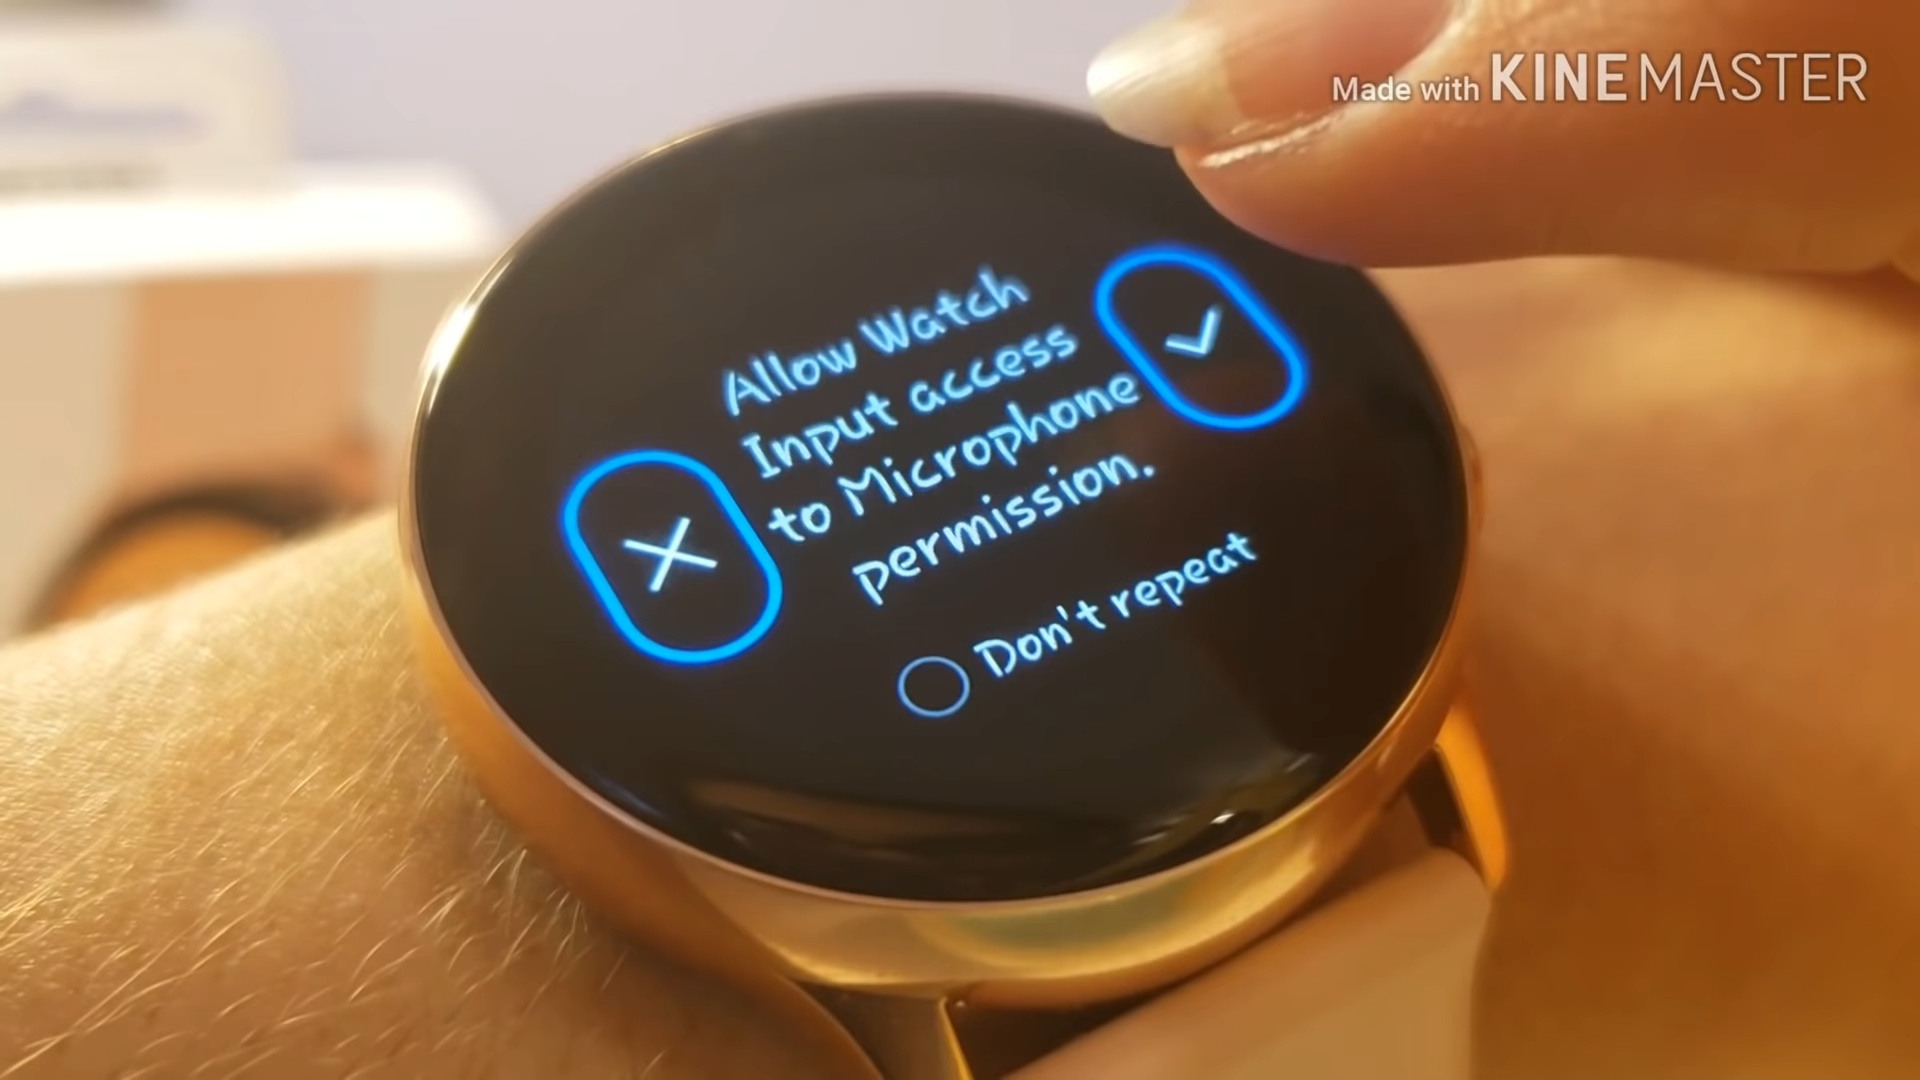 Made with KINEMASTER
Allow Watch
Input access
to Microphone
permission.
Don't repeat